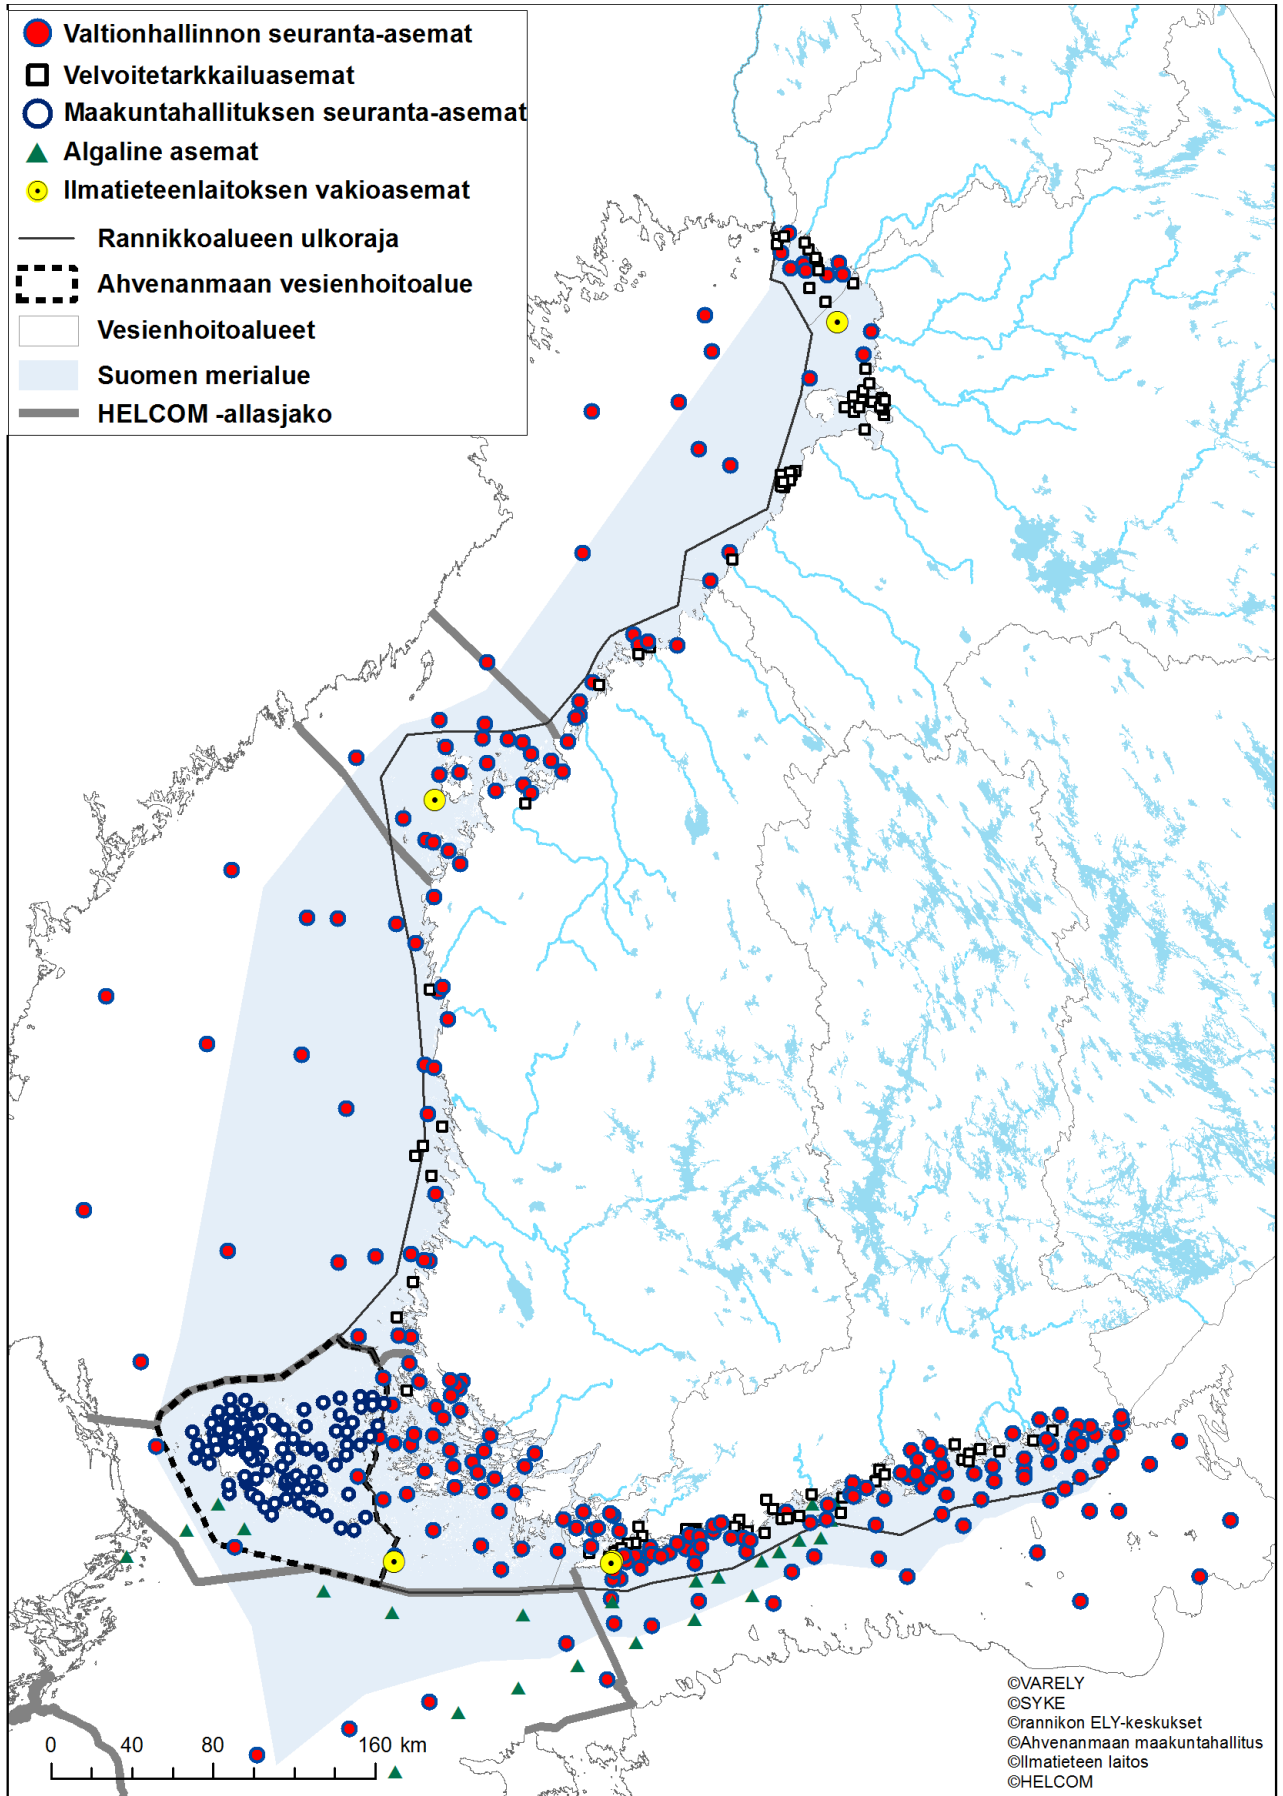 Valtionhallinnon seuranta-asemat
Velvoitetarkkailuasemat
Maakuntahallituksen seuranta-asemat
Algaline asemat
Ilmatieteenlaitoksen vakioasemat
Rannikkoalueen ulkoraja
Ahvenanmaan vesienhoitoalue
Vesienhoitoalueet
Suomen merialue
HELCOM -allasjako
©VARELY
©SYKE
©rannikon ELY-keskukset
©Ahvenanmaan maakuntahallitus
©Ilmatieteen laitos
©HELCOM
0 40 80 160 km